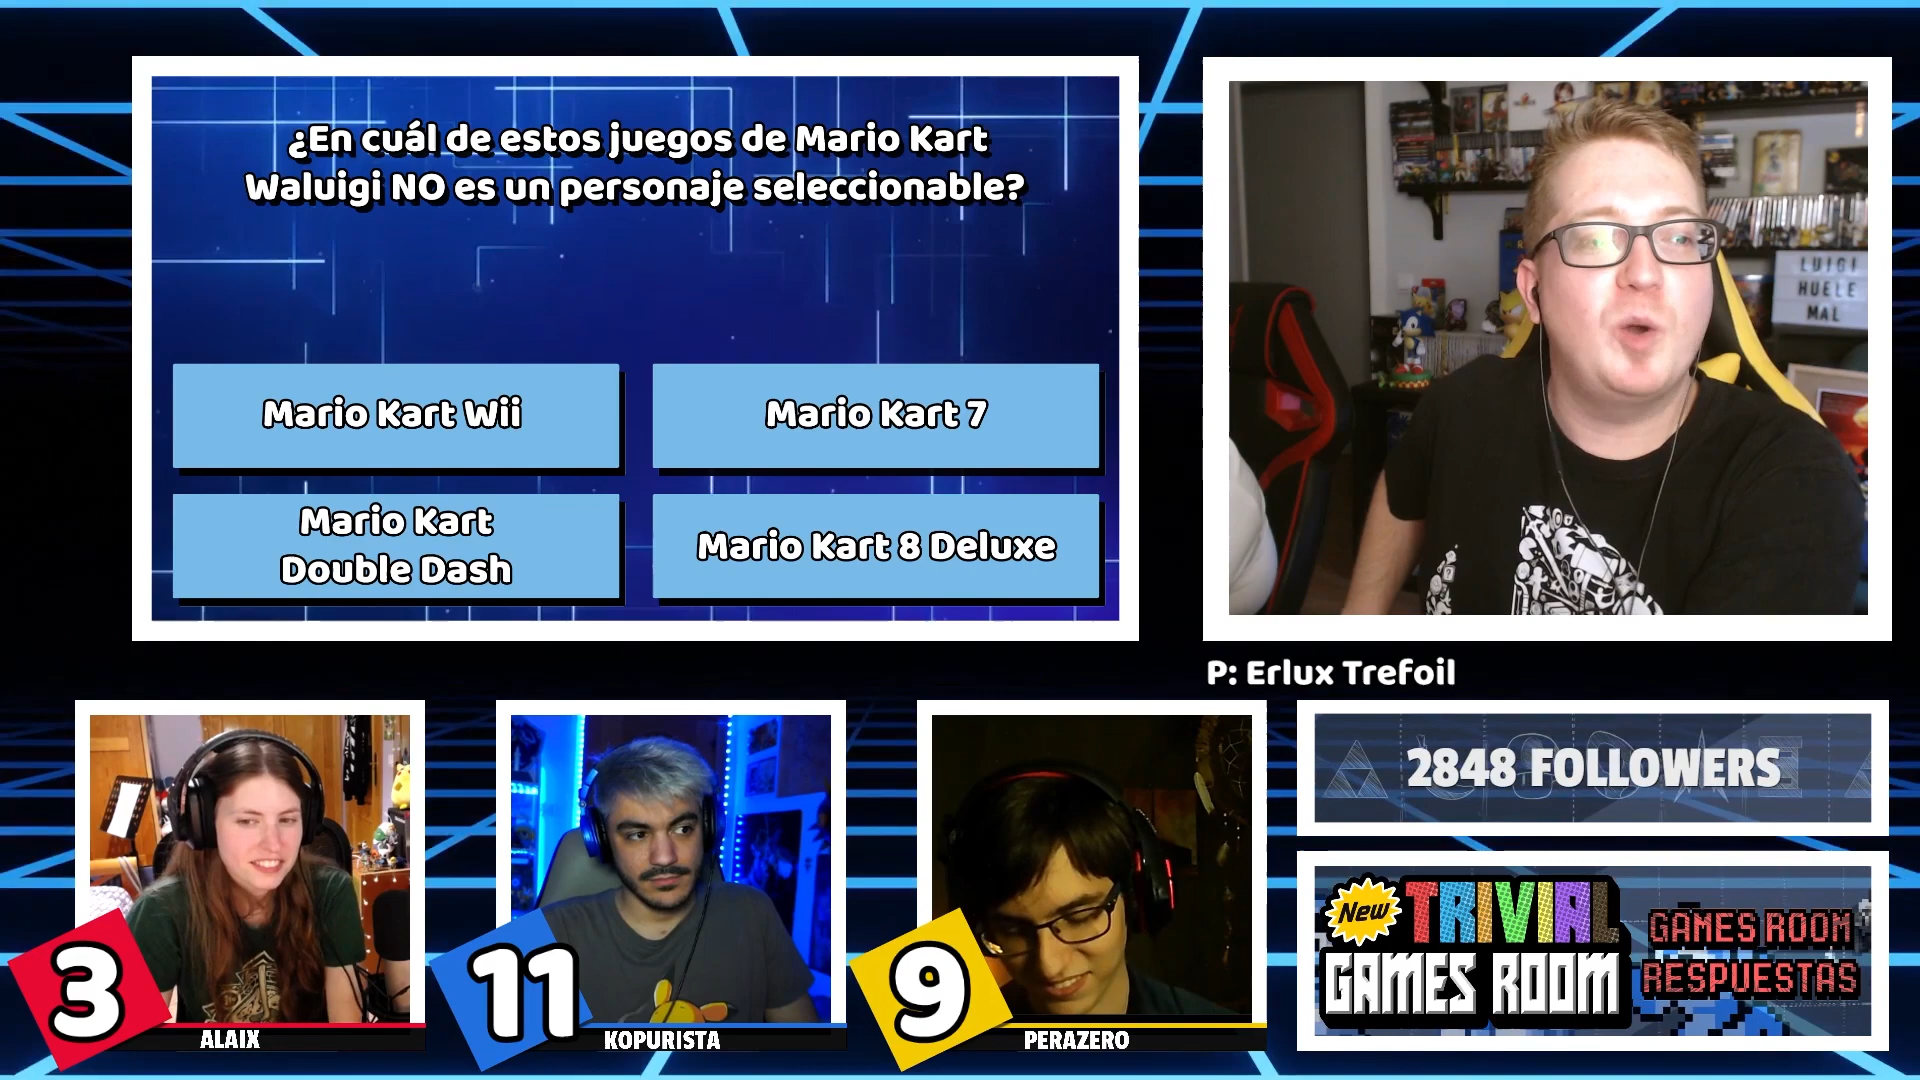 ¿En cuál de estos juegos de Mario Kart
Waluigi NO es un personaje seleccionable?
Mario Kart Wii
Mario Kart 7
Mario Kart
Double Dash
Mario Kart 8 Deluxe
LUIGI
HUELE
MAL
P: Erlux Trefoil
3
ALAIX
11
KOPURISTA
9
PERAZERO
2848 FOLLOWERS
New TRIVIAL
GAMES ROOM
GAMES ROOM
RESPUESTAS